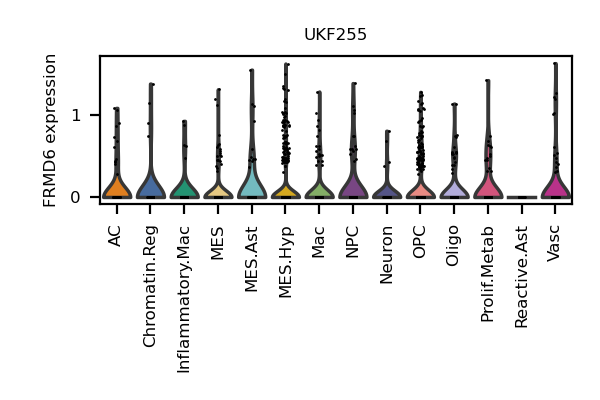 UKF255
FRMD6 expression
1
0
AC
Chromatin.Reg
Inflammatory.Mac
MES
MES.Ast
MES.Hyp
Mac
NPC
Neuron
OPC
Oligo
Prolif.Metab
Reactive.Ast
Vasc